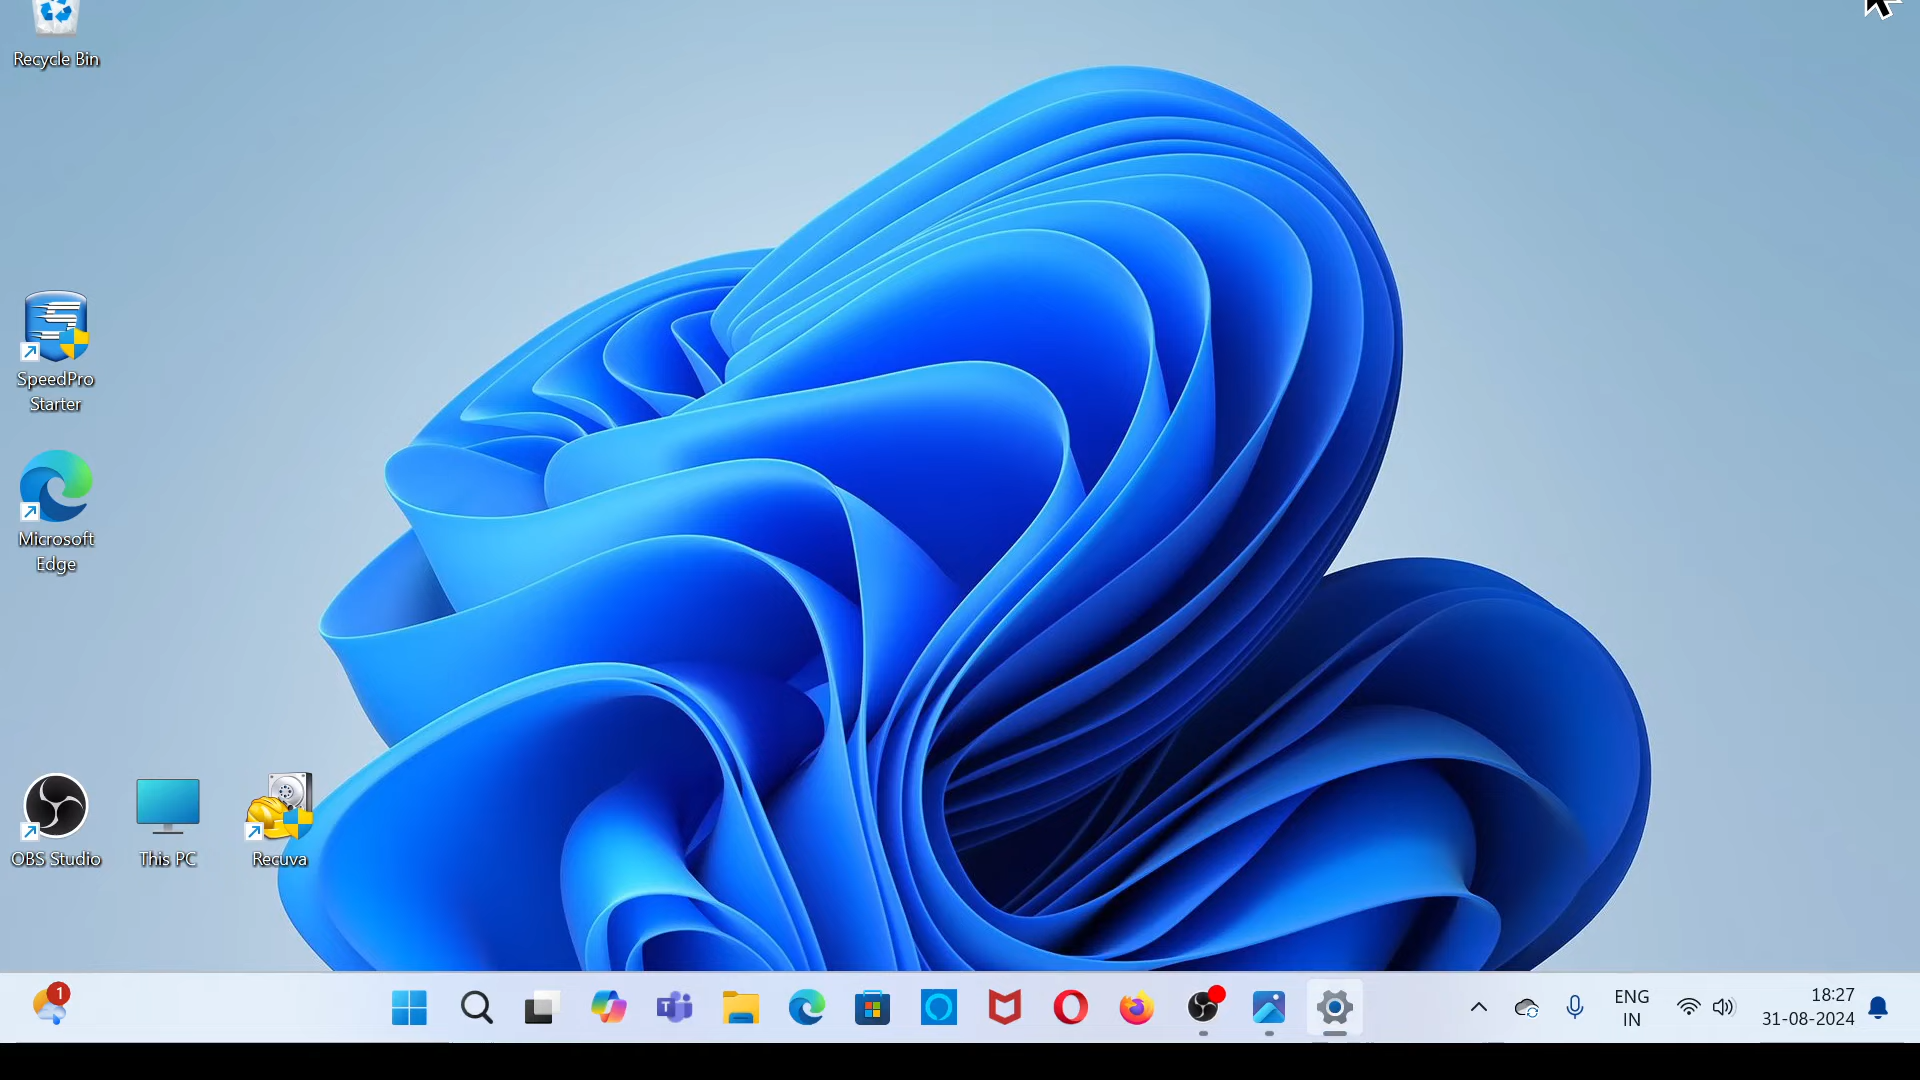 Recycle Bin
SpeedPro
Starter
Microsoft
Edge
OBS Studio
This PC
Recuva
1
T
ENG
IN
18:27
31-08-2024